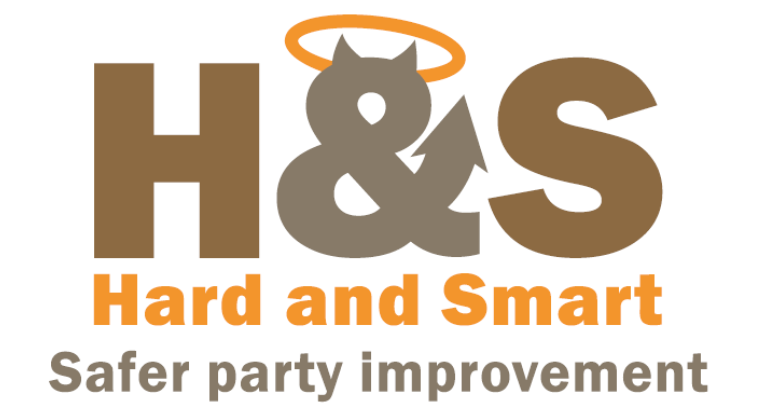 H&S
Hard and Smart
Safer party improvement